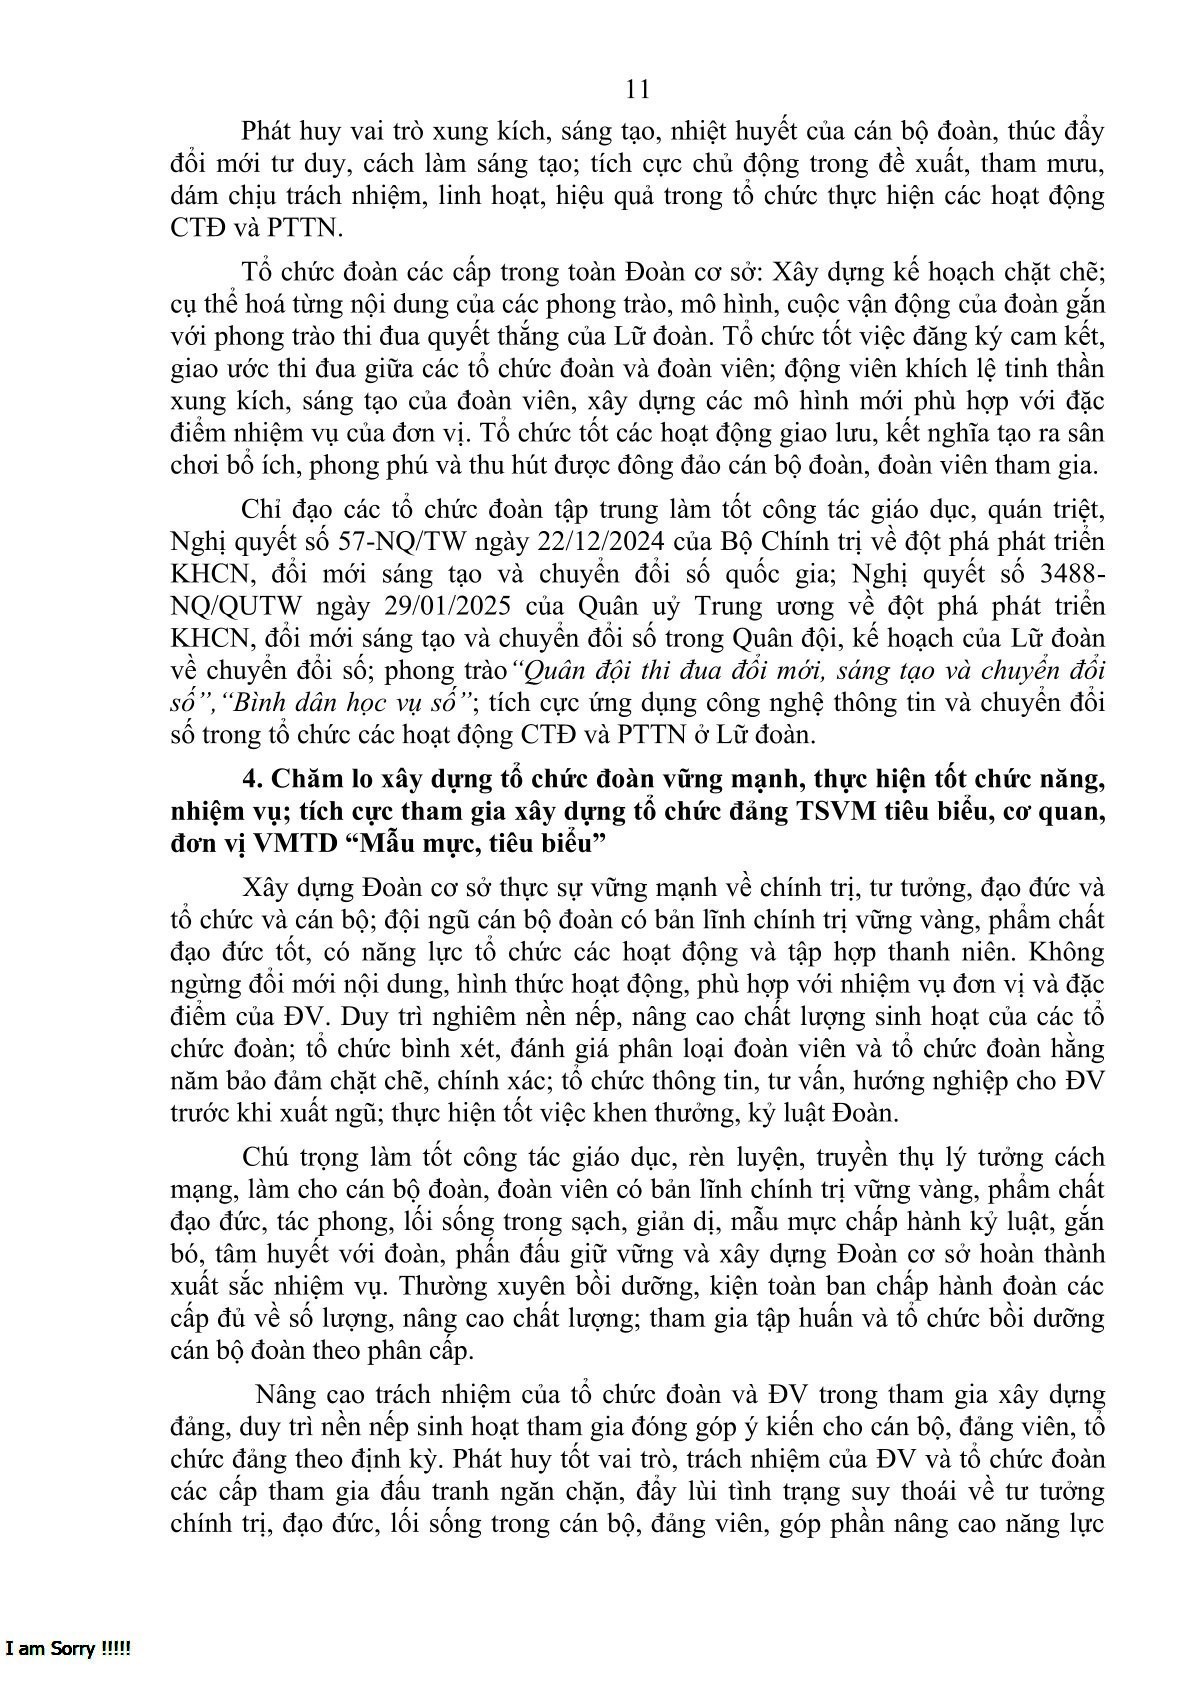 11
Phát huy vai trò xung kích, sáng tạo, nhiệt huyết của cán bộ đoàn, thúc đẩy
đổi mới tư duy, cách làm sáng tạo; tích cực chủ động trong đề xuất, tham mưu,
dám chịu trách nhiệm, linh hoạt, hiệu quả trong tổ chức thực hiện các hoạt động
CTĐ và PTTN.
Tổ chức đoàn các cấp trong toàn Đoàn cơ sở: Xây dựng kế hoạch chặt chẽ;
cụ thể hoá từng nội dung của các phong trào, mô hình, cuộc vận động của đoàn gắn
với phong trào thi đua quyết thắng của Lữ đoàn. Tổ chức tốt việc đăng ký cam kết,
giao ước thi đua giữa các tổ chức đoàn và đoàn viên; động viên khích lệ tinh thần
xung kích, sáng tạo của đoàn viên, xây dựng các mô hình mới phù hợp với đặc
điểm nhiệm vụ của đơn vị. Tổ chức tốt các hoạt động giao lưu, kết nghĩa tạo ra sân
chơi bổ ích, phong phú và thu hút được đông đảo cán bộ đoàn, đoàn viên tham gia.
Chỉ đạo các tổ chức đoàn tập trung làm tốt công tác giáo dục, quán triệt,
Nghị quyết số 57-NQ/TW ngày 22/12/2024 của Bộ Chính trị về đột phá phát triển
KHCN, đổi mới sáng tạo và chuyển đổi số quốc gia; Nghị quyết số 3488-
NQ/QUTW ngày 29/01/2025 của Quân uỷ Trung ương về đột phá phát triển
KHCN, đổi mới sáng tạo và chuyển đổi số trong Quân đội, kế hoạch của Lữ đoàn
về chuyển đổi số; phong trào “Quân đội thi đua đổi mới, sáng tạo và chuyển đổi
số”,“Bình dân học vụ số”; tích cực ứng dụng công nghệ thông tin và chuyển đổi
số trong tổ chức các hoạt động CTĐ và PTTN ở Lữ đoàn.
4. Chăm lo xây dựng tổ chức đoàn vững mạnh, thực hiện tốt chức năng,
nhiệm vụ; tích cực tham gia xây dựng tổ chức đảng TSVM tiêu biểu, cơ quan,
đơn vị VMTD “Mẫu mực, tiêu biểu”
Xây dựng Đoàn cơ sở thực sự vững mạnh về chính trị, tư tưởng, đạo đức và
tổ chức và cán bộ; đội ngũ cán bộ đoàn có bản lĩnh chính trị vững vàng, phẩm chất
đạo đức tốt, có năng lực tổ chức các hoạt động và tập hợp thanh niên. Không
ngừng đổi mới nội dung, hình thức hoạt động, phù hợp với nhiệm vụ đơn vị và đặc
điểm của ĐV. Duy trì nghiêm nền nếp, nâng cao chất lượng sinh hoạt của các tổ
chức đoàn; tổ chức bình xét, đánh giá phân loại đoàn viên và tổ chức đoàn hằng
năm bảo đảm chặt chẽ, chính xác; tổ chức thông tin, tư vấn, hướng nghiệp cho ĐV
trước khi xuất ngũ; thực hiện tốt việc khen thưởng, kỷ luật Đoàn.
Chú trọng làm tốt công tác giáo dục, rèn luyện, truyền thụ lý tưởng cách
mạng, làm cho cán bộ đoàn, đoàn viên có bản lĩnh chính trị vững vàng, phẩm chất
đạo đức, tác phong, lối sống trong sạch, giản dị, mẫu mực chấp hành kỷ luật, gắn
bó, tâm huyết với đoàn, phấn đấu giữ vững và xây dựng Đoàn cơ sở hoàn thành
xuất sắc nhiệm vụ. Thường xuyên bồi dưỡng, kiện toàn ban chấp hành đoàn các
cấp đủ về số lượng, nâng cao chất lượng; tham gia tập huấn và tổ chức bồi dưỡng
cán bộ đoàn theo phân cấp.
Nâng cao trách nhiệm của tổ chức đoàn và ĐV trong tham gia xây dựng
đảng, duy trì nền nếp sinh hoạt tham gia đóng góp ý kiến cho cán bộ, đảng viên, tổ
chức đảng theo định kỳ. Phát huy tốt vai trò, trách nhiệm của ĐV và tổ chức đoàn
các cấp tham gia đấu tranh ngăn chặn, đẩy lùi tình trạng suy thoái về tư tưởng
chính trị, đạo đức, lối sống trong cán bộ, đảng viên, góp phần nâng cao năng lực
I am Sorry !!!!!